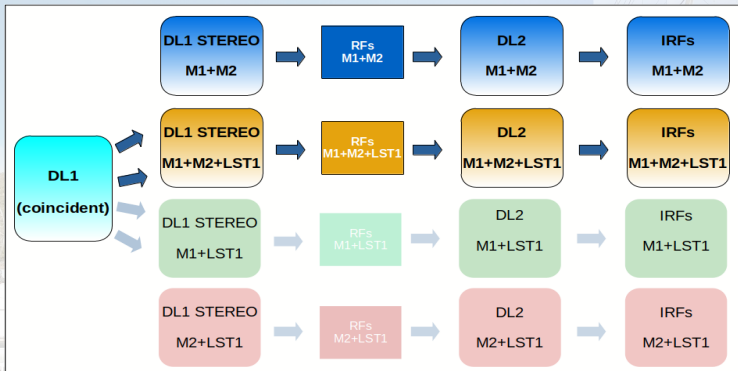 DL1
(coincident)
DL1 STEREO
M1+M2
RFs
M1+M2
DL2
M1+M2
IRFs
M1+M2
DL1 STEREO
M1+M2+LST1
RFs
M1+M2+LST1
DL2
M1+M2+LST1
IRFs
M1+M2+LST1
DL1 STEREO
M1+LST1
RFs
M1+LST1
DL2
M1+LST1
IRFs
M1+LST1
DL1 STEREO
M2+LST1
RFs
M2+LST1
DL2
M2+LST1
IRFs
M2+LST1